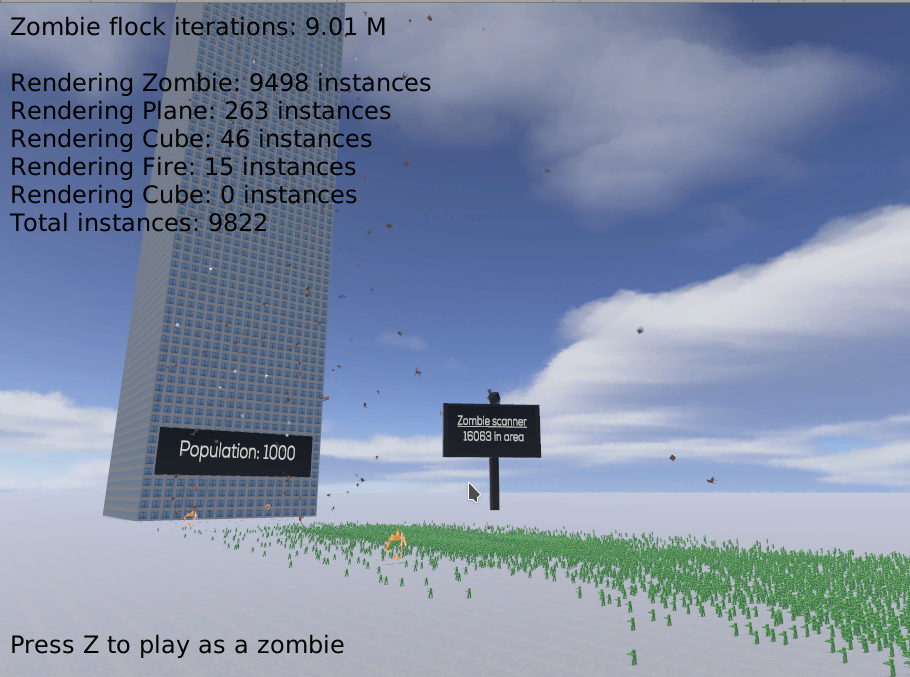 Zombie flock iterations: 9.01 M
Rendering Zombie: 9498 instances
Rendering Plane: 263 instances
Rendering Cube: 46 instances
Rendering Fire: 15 instances
Rendering Cube: 0 instances
Total instances: 9822
Zombie scanner
16063 in area
Population: 1000
Press Z to play as a zombie